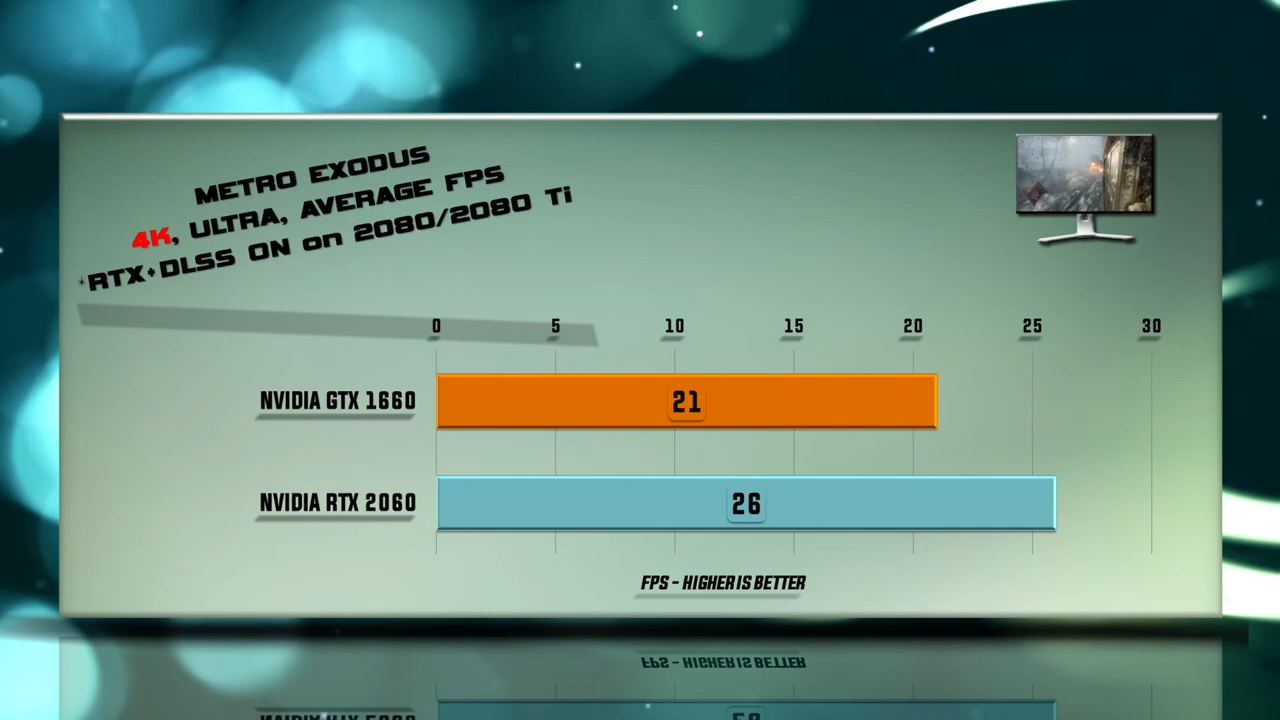 METRO EXODUS
4K, ULTRA, AVERAGE FPS
*RTX+DLSS ON on 2080/2080 Ti
0 5 10 15 20 25 30
NVIDIA GTX 1660 21
NVIDIA RTX 2060 26
FPS - HIGHER IS BETTER